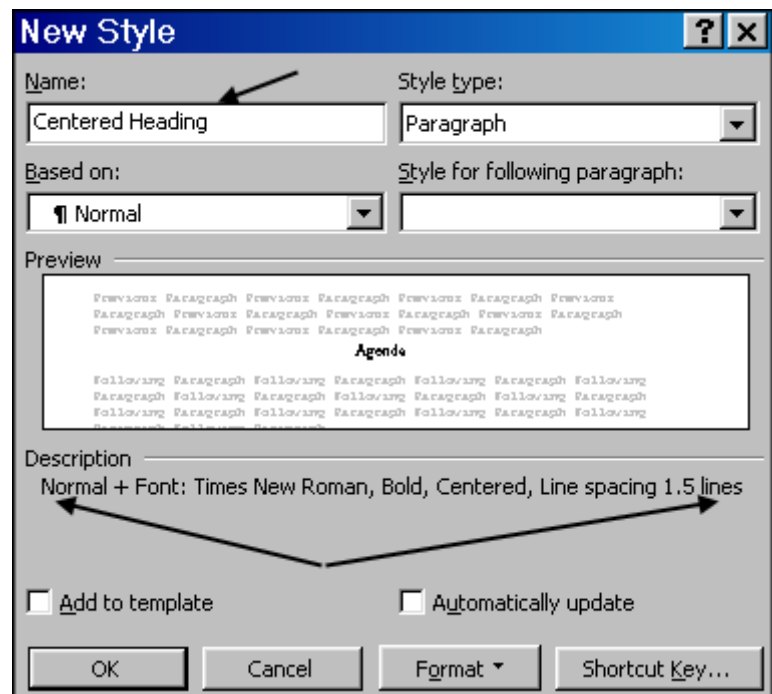 New Style
Name:
Style type:
Centered Heading
Paragraph
Based on:
Style for following paragraph:
¶ Normal
Preview
Previous Paragraph Previous Paragraph Previous Paragraph Previous
Paragraph Previous Paragraph Previous Paragraph Previous Paragraph
Previous Paragraph Previous Paragraph Previous Paragraph
Agenda
Following Paragraph Following Paragraph Following Paragraph Following
Paragraph Following Paragraph Following Paragraph Following Paragraph
Following Paragraph Following Paragraph Following Paragraph Following
Description
Normal + Font: Times New Roman, Bold, Centered, Line spacing 1.5 lines
Add to template
Automatically update
OK
Cancel
Format
Shortcut Key...